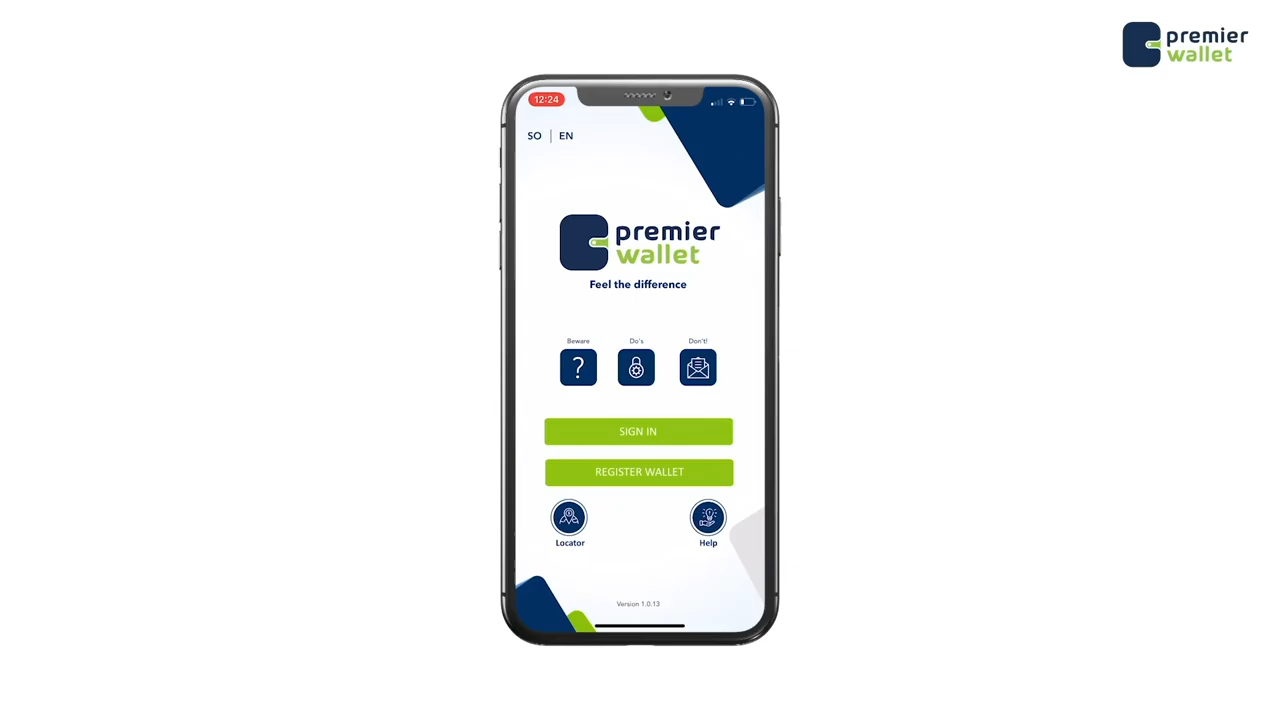 premier
wallet
12:24
SO | EN
premier
wallet
Feel the difference
Beware Do's Don't!
?
SIGN IN
REGISTER WALLET
Locator Help
Version 1.0.13